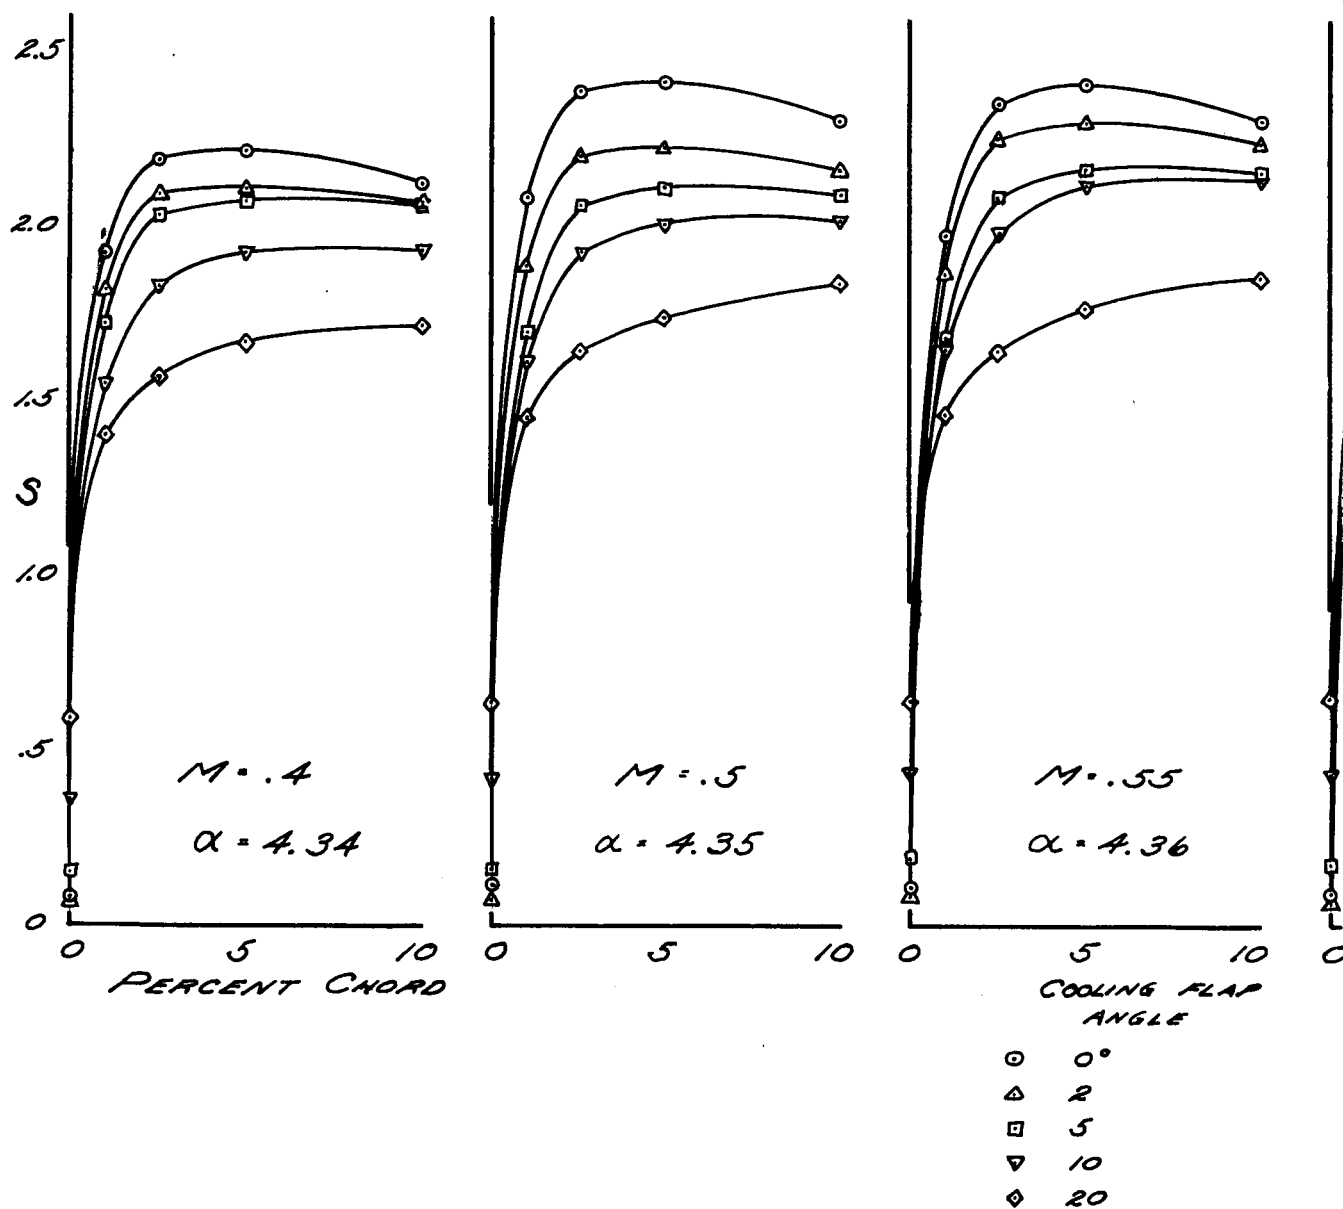 2.5
2.0
1.5
S
1.0
.5
0
M = .4
α = 4.34
0 5 10
PERCENT CHORD
M = .5
α = 4.35
0 5 10
M = .55
α = 4.36
0 5 10
0
COOLING FLAP
ANGLE
0°
2
5
10
20